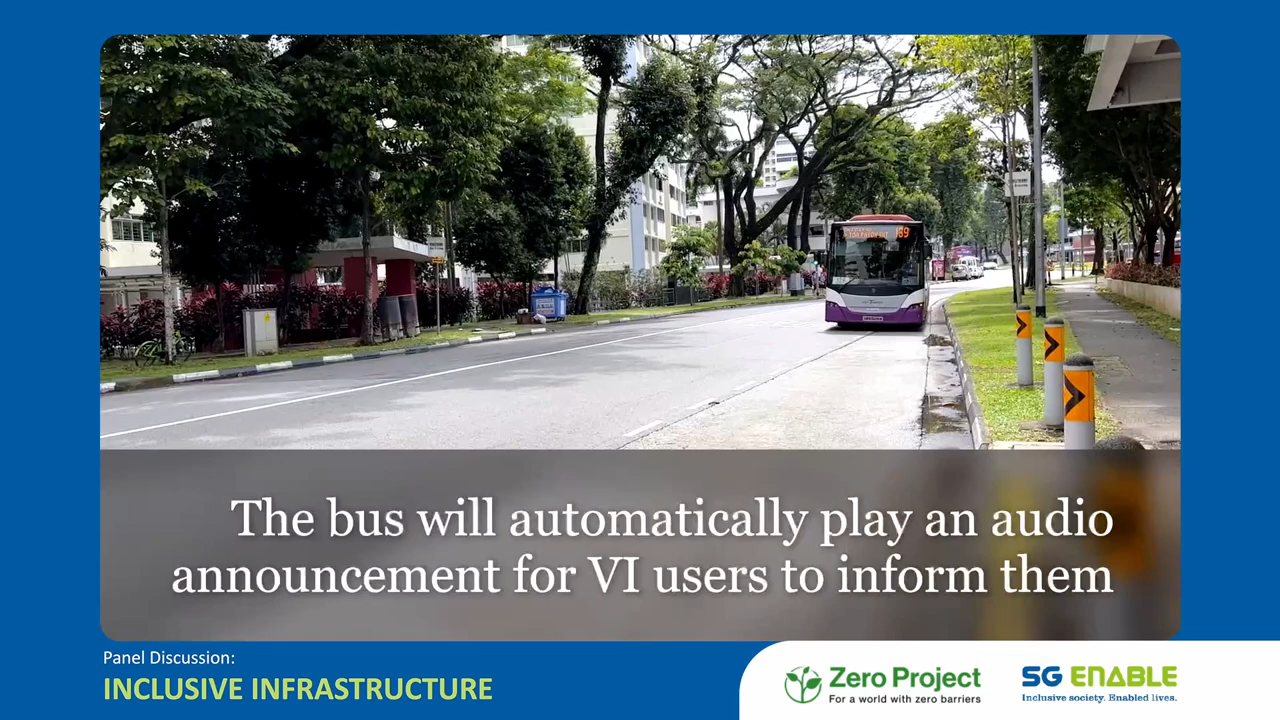 189
The bus will automatically play an audio
announcement for VI users to inform them
Panel Discussion:
INCLUSIVE INFRASTRUCTURE
Zero Project
For a world with zero barriers
SG ENABLE
Inclusive society. Enabled lives.